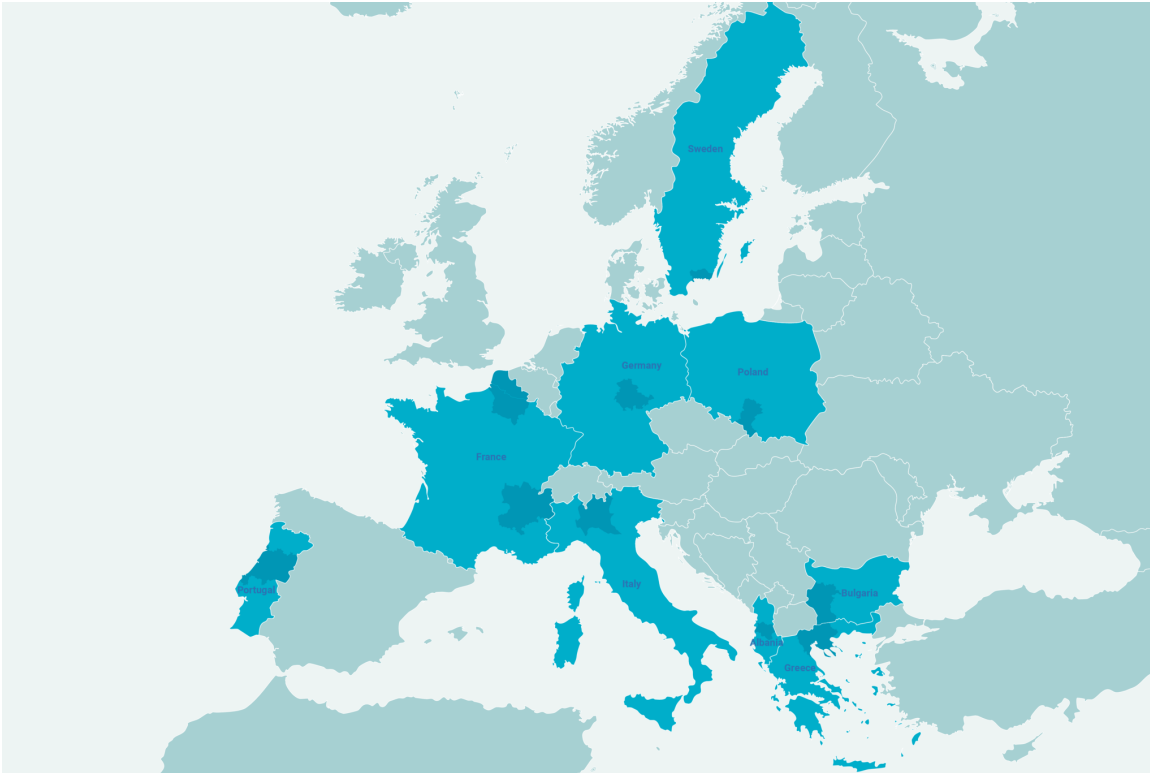 Sweden
Germany
Poland
France
Italy
Portugal
Bulgaria
Albania
Greece